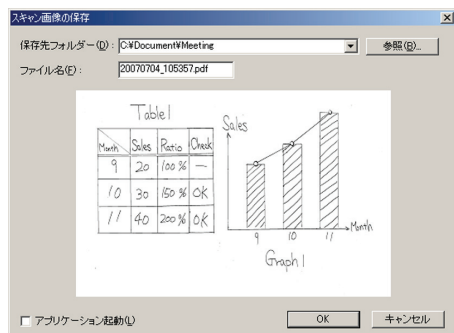 スキャン画像の保存
保存先フォルダー(D): C:¥Document¥Meeting 参照(B)...
ファイル名(F): 20070704_105357.pdf
Table 1
Month Sales Ratio Check
9 20 100% —
10 30 150% OK
11 40 200% OK
Sales
Month
9 10 11
Graph 1
アプリケーション起動(L)
OK キャンセル